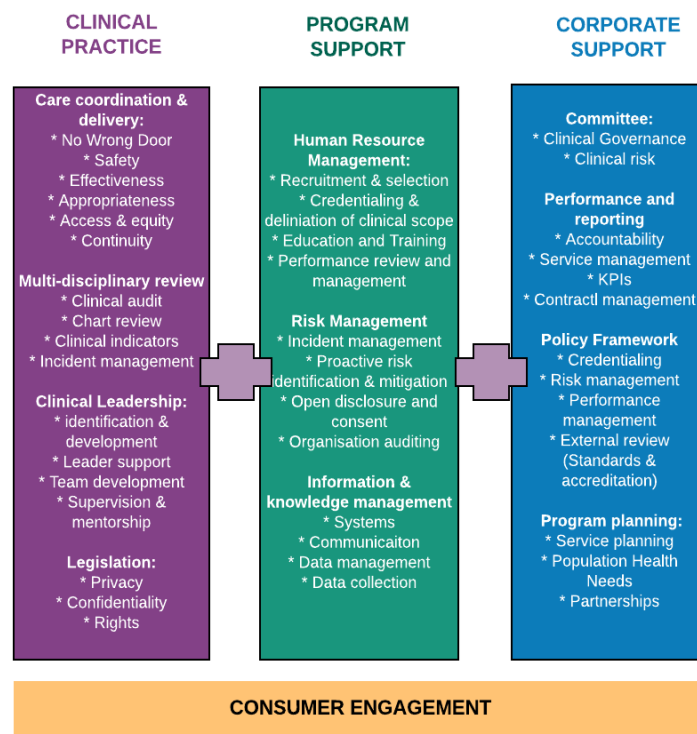 CLINICAL
PRACTICE
Care coordination &
delivery:
* No Wrong Door
* Safety
* Effectiveness
* Appropriateness
* Access & equity
* Continuity
Multi-disciplinary review
* Clinical audit
* Chart review
* Clinical indicators
* Incident management
Clinical Leadership:
* identification &
development
* Leader support
* Team development
* Supervision &
mentorship
Legislation:
* Privacy
* Confidentiality
* Rights
PROGRAM
SUPPORT
Human Resource
Management:
* Recruitment & selection
* Credentialing &
deliniation of clinical scope
* Education and Training
* Performance review and
management
Risk Management
* Incident management
* Proactive risk
identification & mitigation
* Open disclosure and
consent
* Organisation auditing
Information &
knowledge management
* Systems
* Communicaiton
* Data management
* Data collection
CORPORATE
SUPPORT
Committee:
* Clinical Governance
* Clinical risk
Performance and
reporting
* Accountability
* Service management
* KPIs
* Contractl management
Policy Framework
* Credentialing
* Risk management
* Performance
management
* External review
(Standards &
accreditation)
Program planning:
* Service planning
* Population Health
Needs
* Partnerships
CONSUMER ENGAGEMENT